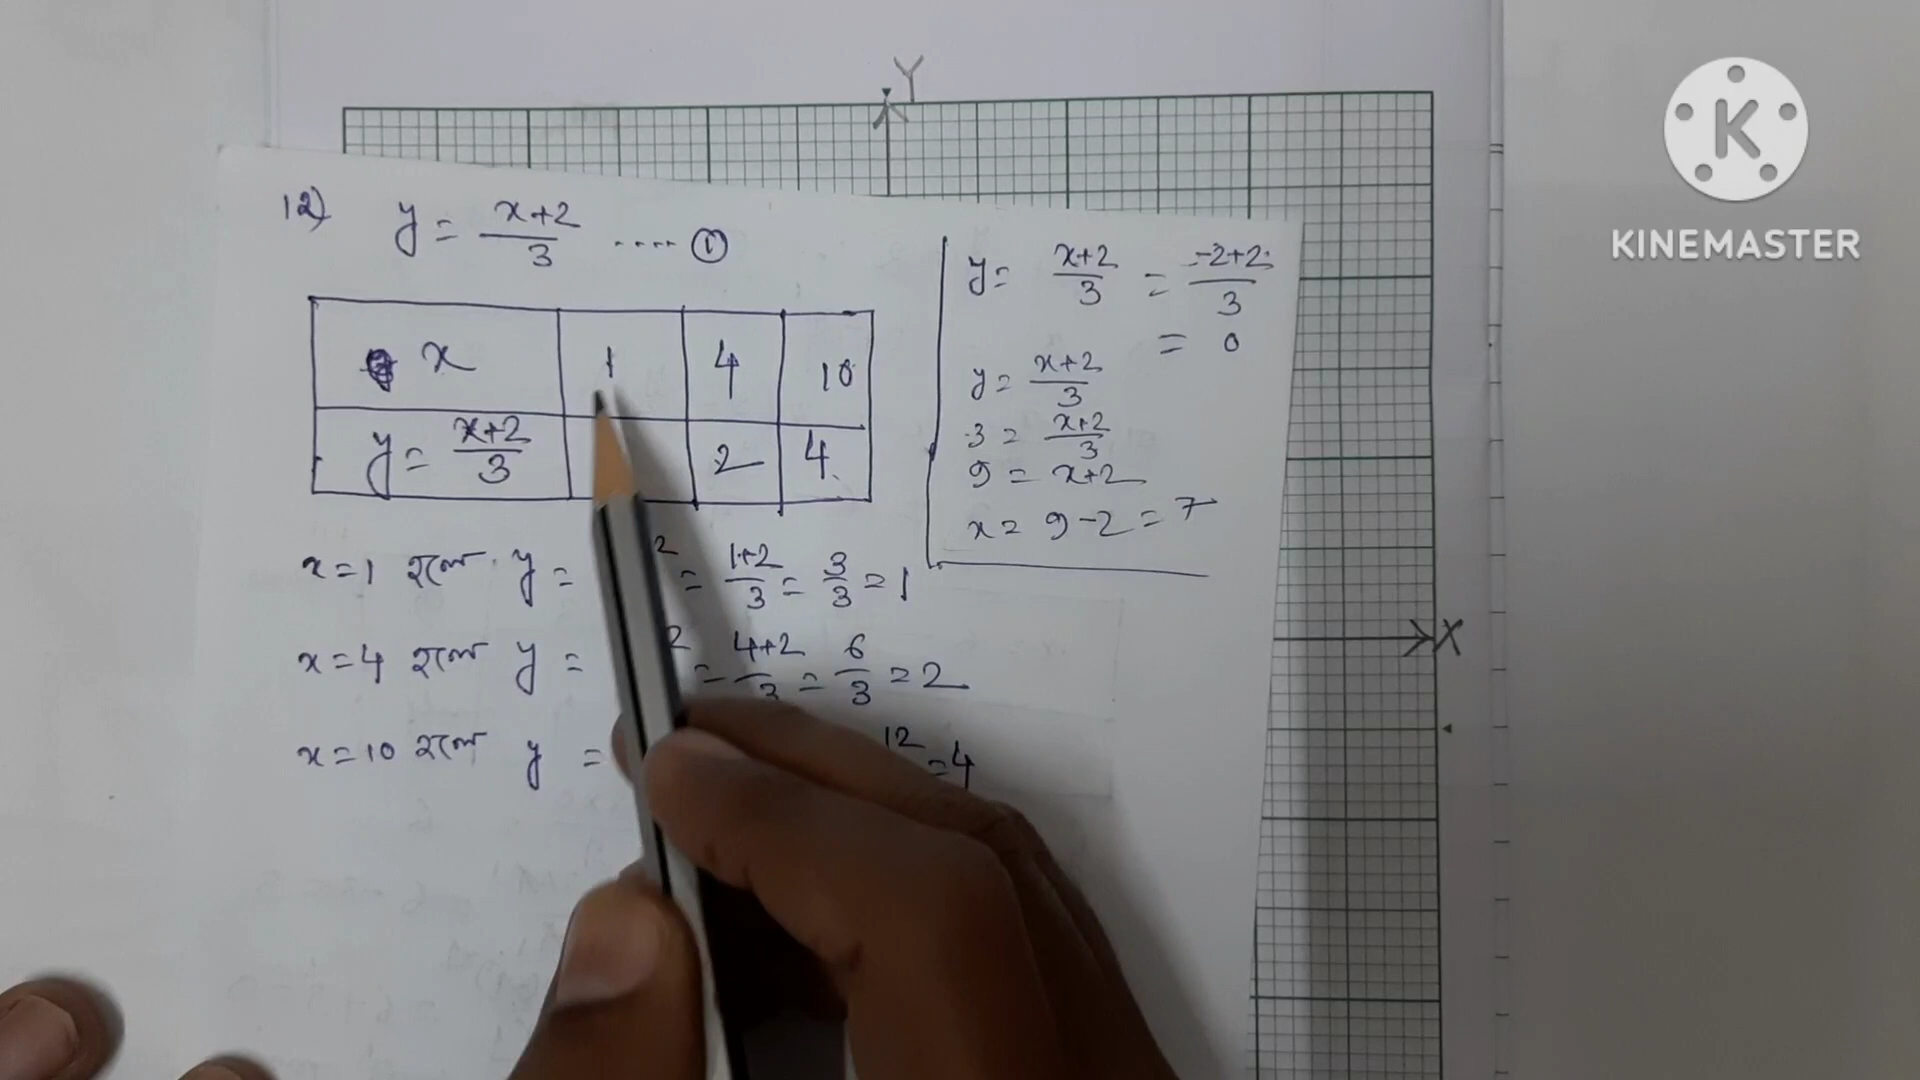 Y
12) y = x+2/3 ..... ①
x 1 4 10
y = x+2/3 2 4
x=1 হলে y = 2 = 1+2/3 = 3/3 = 1
x=4 হলে y = 2 = 4+2/3 = 6/3 = 2
x=10 হলে y = 12 = 4
y = x+2/3 = -2+2/3
= 0
y = x+2/3
3 = x+2/3
9 = x+2
x = 9-2 = 7
X
K
KINEMASTER